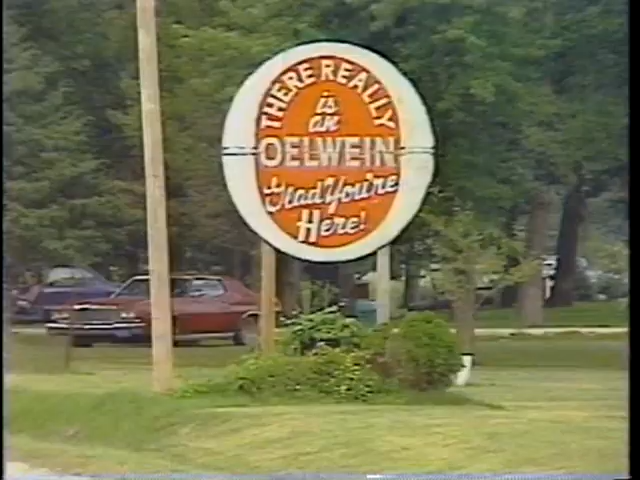 THERE REALLY
is
an
OELWEIN
Glad You're
Here!